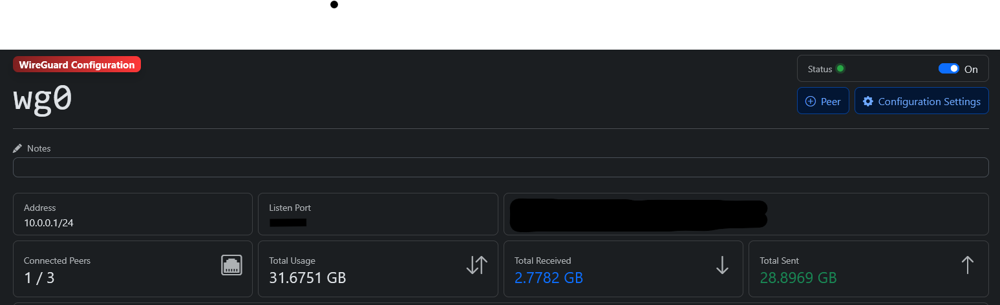 WireGuard Configuration
Status On
wg0
Peer Configuration Settings
Notes
Address Listen Port
10.0.0.1/24
Connected Peers Total Usage Total Received Total Sent
1 / 3 31.6751 GB 2.7782 GB 28.8969 GB